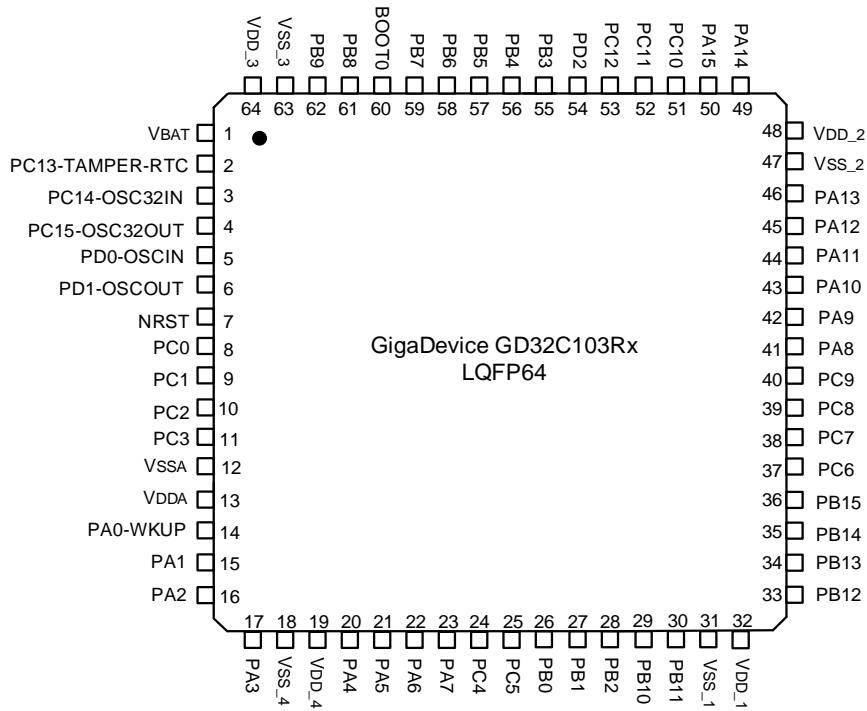 VDD_3 VSS_3 PB9 PB8 BOOT0 PB7 PB6 PB5 PB4 PB3 PD2 PC12 PC11 PC10 PA15 PA14
64 63 62 61 60 59 58 57 56 55 54 53 52 51 50 49
VBAT 1
PC13-TAMPER-RTC 2
PC14-OSC32IN 3
PC15-OSC32OUT 4
PD0-OSCIN 5
PD1-OSCOUT 6
NRST 7
PC0 8
PC1 9
PC2 10
PC3 11
VSSA 12
VDDA 13
PA0-WKUP 14
PA1 15
PA2 16
GigaDevice GD32C103Rx
LQFP64
48 VDD_2
47 VSS_2
46 PA13
45 PA12
44 PA11
43 PA10
42 PA9
41 PA8
40 PC9
39 PC8
38 PC7
37 PC6
36 PB15
35 PB14
34 PB13
33 PB12
17 18 19 20 21 22 23 24 25 26 27 28 29 30 31 32
PA3 VSS_4 VDD_4 PA4 PA5 PA6 PA7 PC4 PC5 PB0 PB1 PB2 PB10 PB11 VSS_1 VDD_1